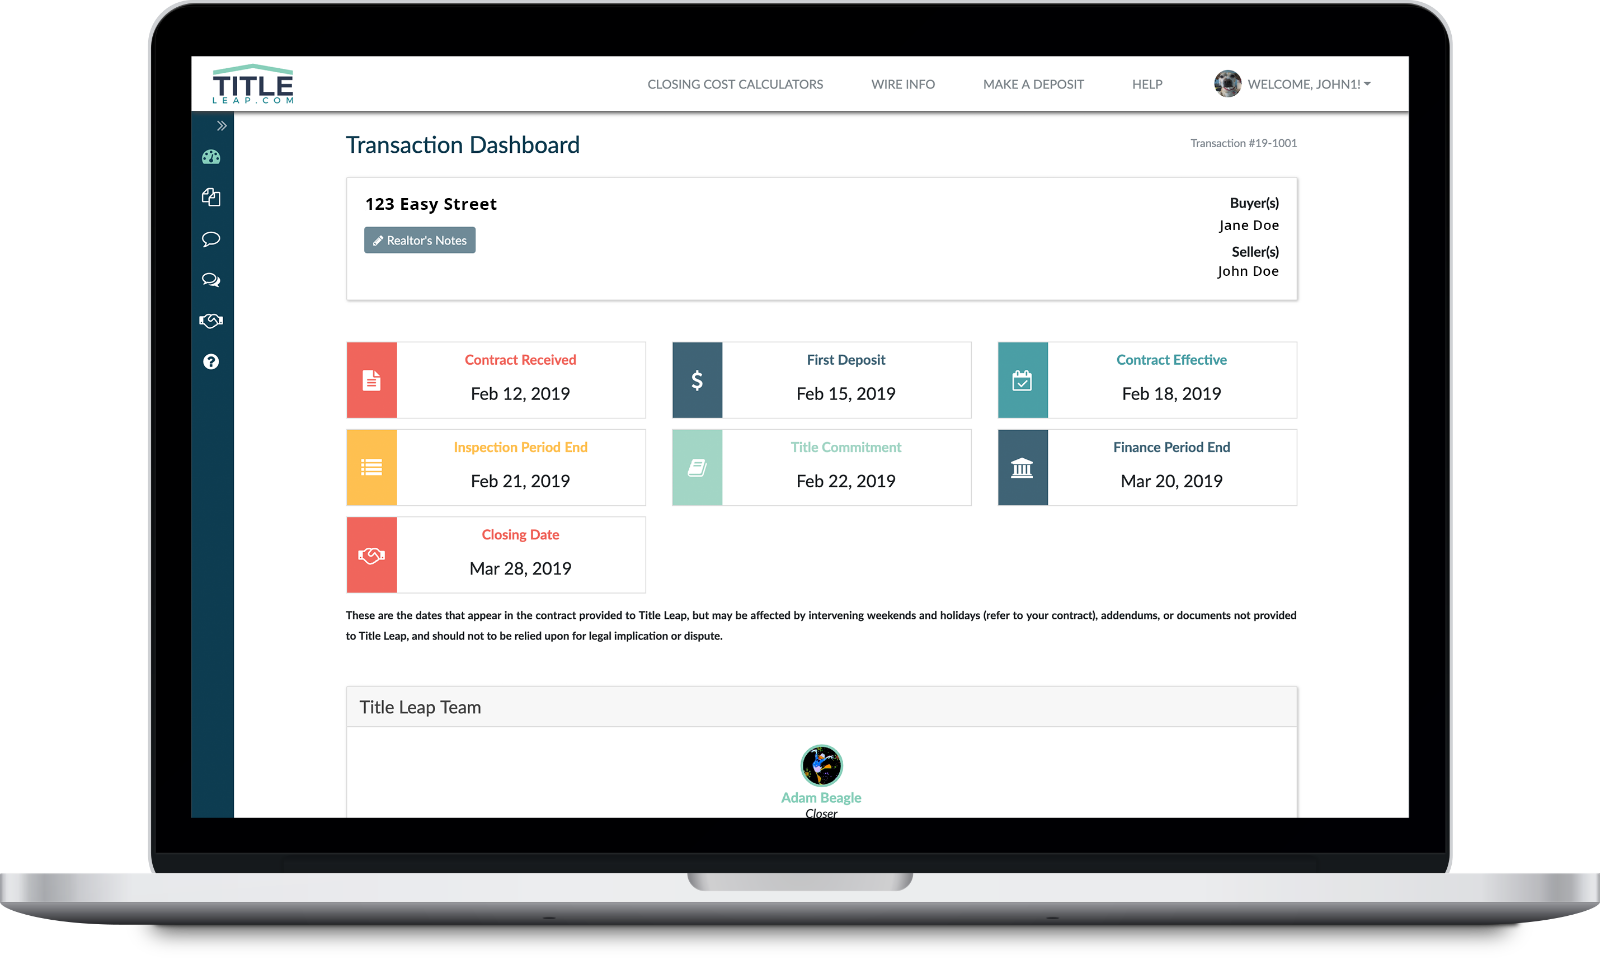 TITLE
LEAP.COM
CLOSING COST CALCULATORS
WIRE INFO
MAKE A DEPOSIT
HELP
WELCOME, JOHN1!
Transaction Dashboard
Transaction #19-1001
123 Easy Street
Realtor's Notes
Buyer(s)
Jane Doe
Seller(s)
John Doe
Contract Received
Feb 12, 2019
First Deposit
Feb 15, 2019
Contract Effective
Feb 18, 2019
Inspection Period End
Feb 21, 2019
Title Commitment
Feb 22, 2019
Finance Period End
Mar 20, 2019
Closing Date
Mar 28, 2019
These are the dates that appear in the contract provided to Title Leap, but may be affected by intervening weekends and holidays (refer to your contract), addendums, or documents not provided
to Title Leap, and should not to be relied upon for legal implication or dispute.
Title Leap Team
Adam Beagle
Closer